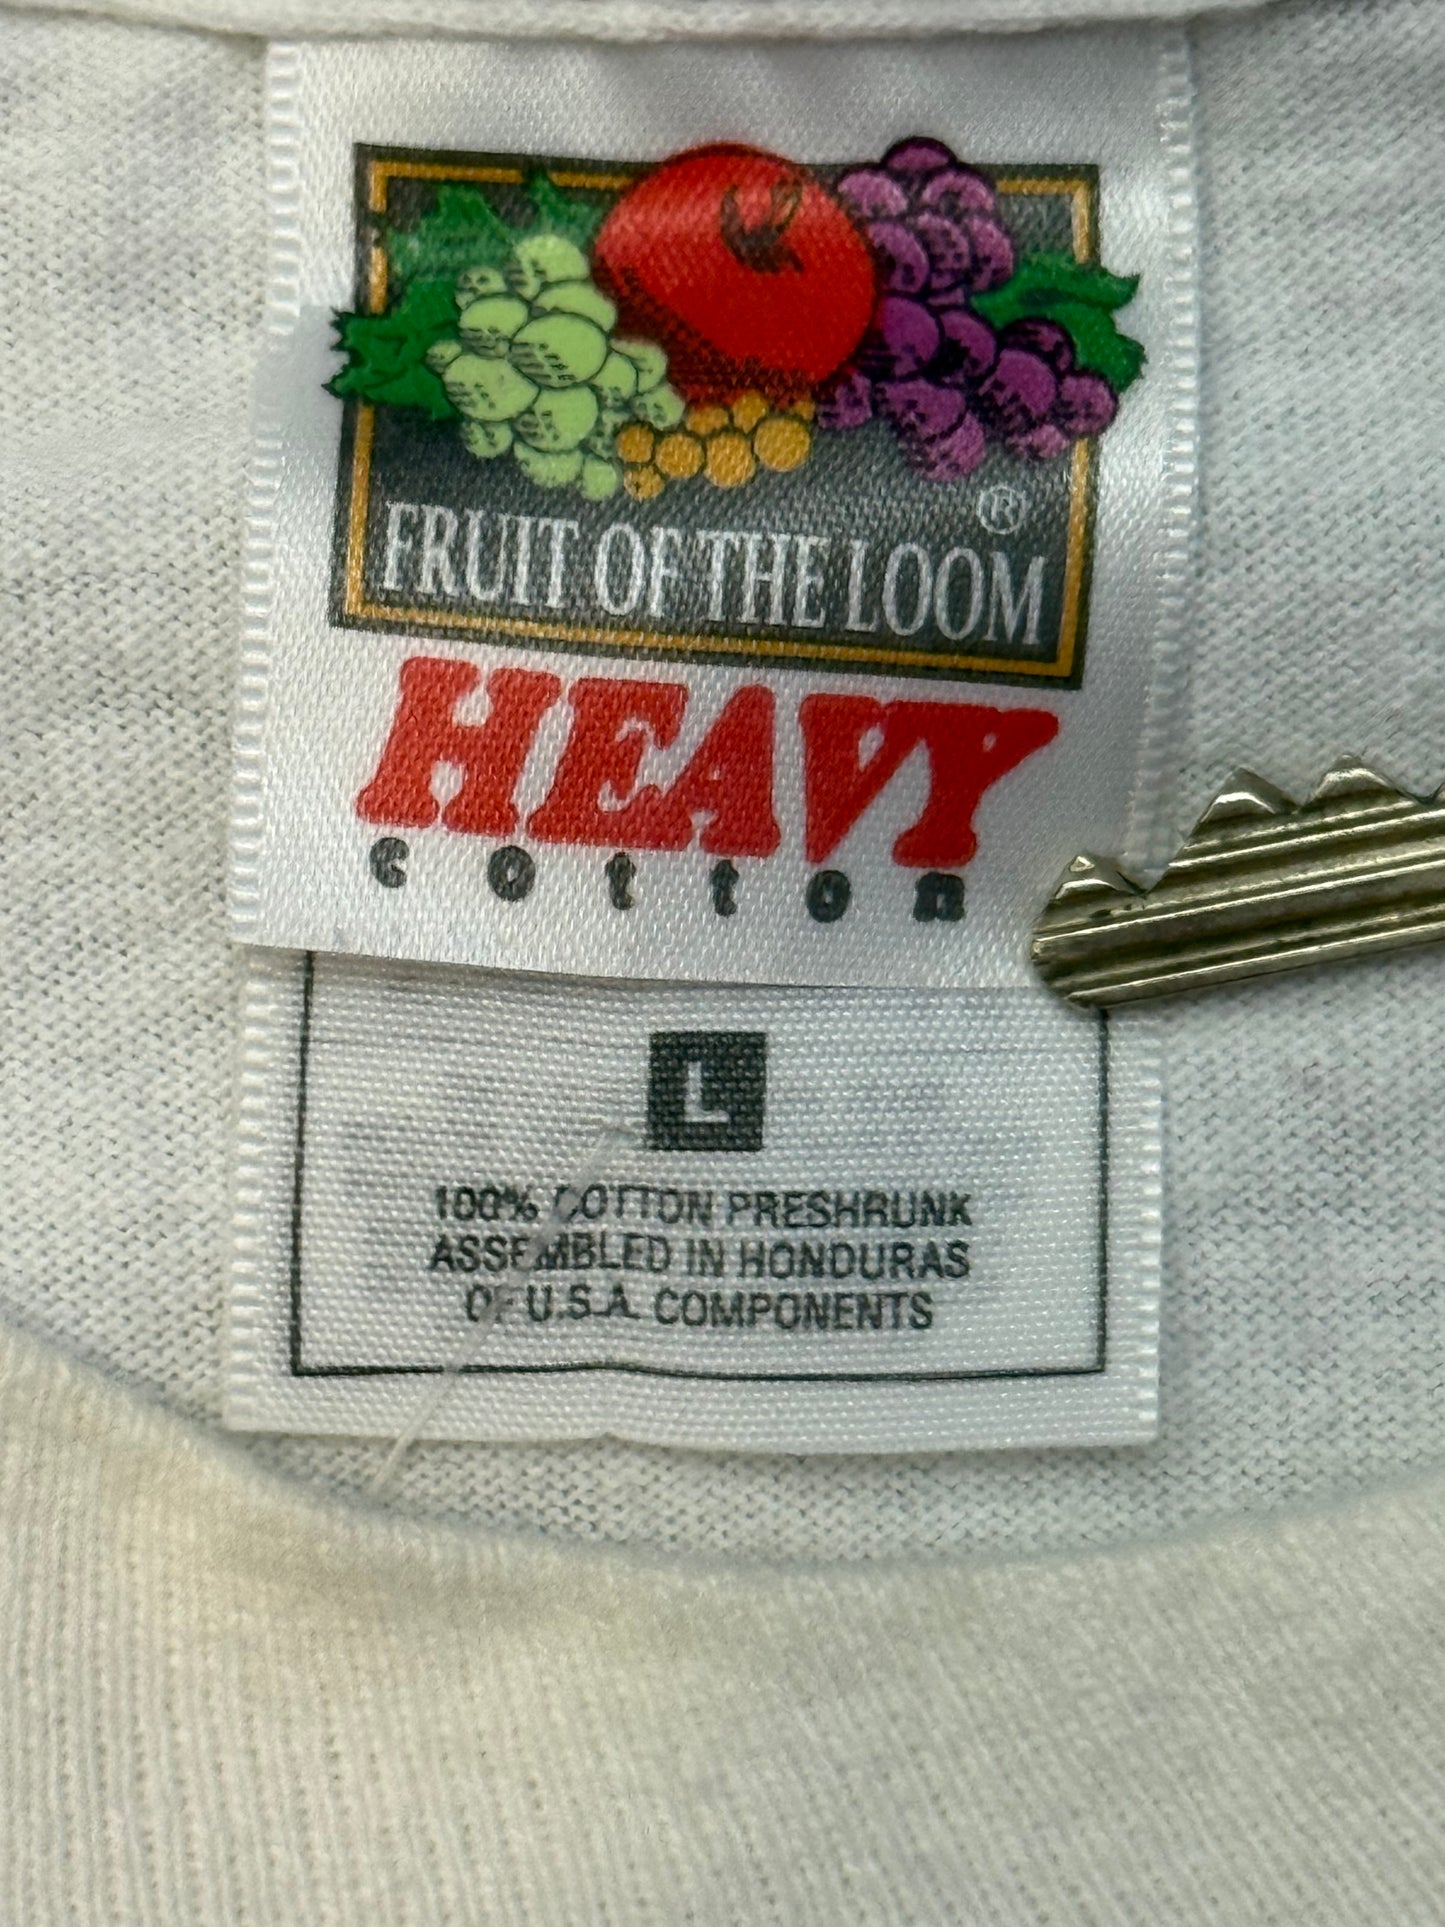 ®
FRUIT OF THE LOOM
HEAVY
cotton
L
100% COTTON PRESHRUNK
ASSEMBLED IN HONDURAS
OF U.S.A. COMPONENTS